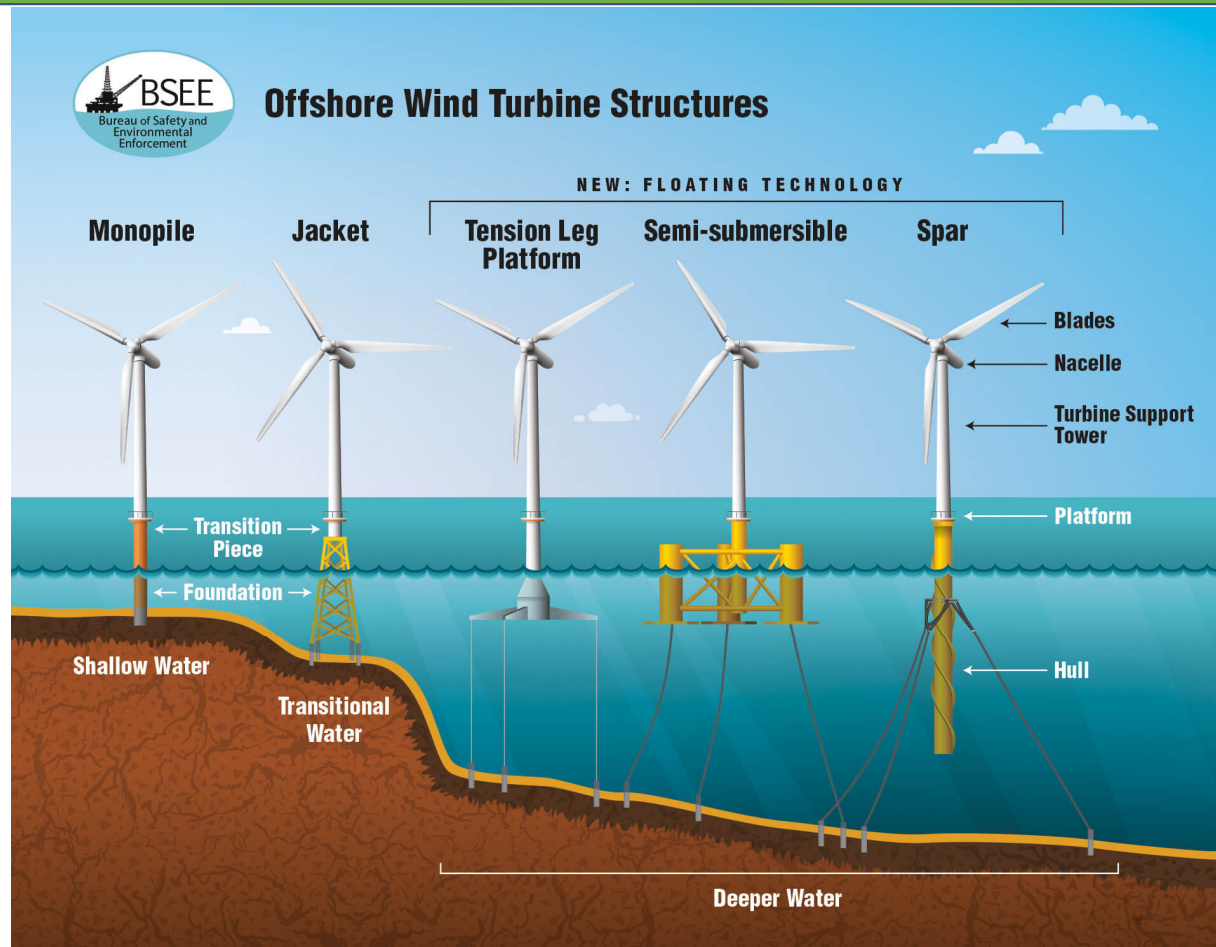 BSEE
Bureau of Safety and
Environmental
Enforcement
Offshore Wind Turbine Structures
NEW: FLOATING TECHNOLOGY
Monopile
Jacket
Tension Leg
Platform
Semi-submersible
Spar
Blades
Nacelle
Turbine Support
Tower
Platform
Transition
Piece
Foundation
Hull
Shallow Water
Transitional
Water
Deeper Water